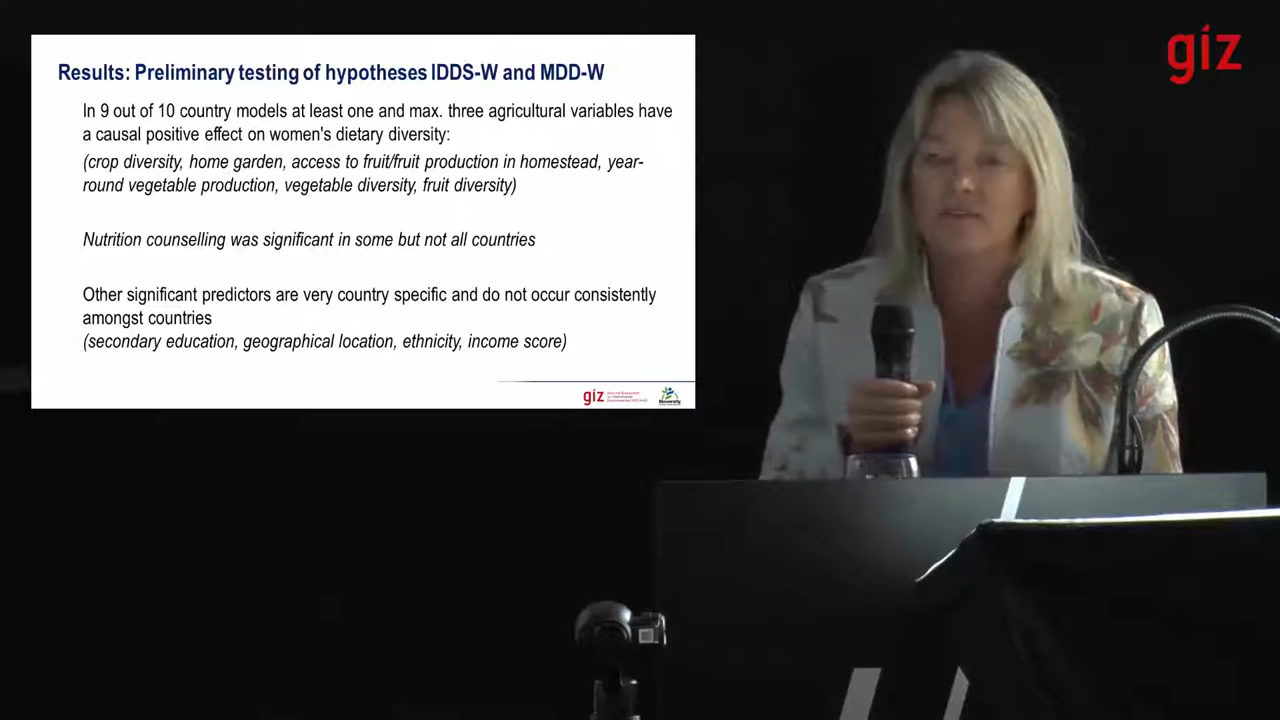 giz
Results: Preliminary testing of hypotheses IDDS-W and MDD-W
In 9 out of 10 country models at least one and max. three agricultural variables have
a causal positive effect on women's dietary diversity:
(crop diversity, home garden, access to fruit/fruit production in homestead, year-
round vegetable production, vegetable diversity, fruit diversity)
Nutrition counselling was significant in some but not all countries
Other significant predictors are very country specific and do not occur consistently
amongst countries
(secondary education, geographical location, ethnicity, income score)
giz
Bioversity